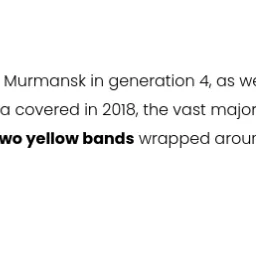 Murmansk in generation 4, as we
a covered in 2018, the vast major
wo yellow bands wrapped arour